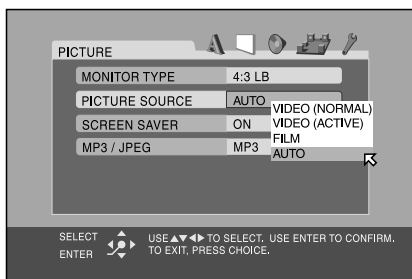 PICTURE
MONITOR TYPE 4:3 LB
PICTURE SOURCE AUTO
VIDEO (NORMAL)
VIDEO (ACTIVE)
FILM
AUTO
SCREEN SAVER ON
MP3 / JPEG MP3
SELECT
ENTER
USE▲▼◀▶ TO SELECT. USE ENTER TO CONFIRM.
TO EXIT, PRESS CHOICE.